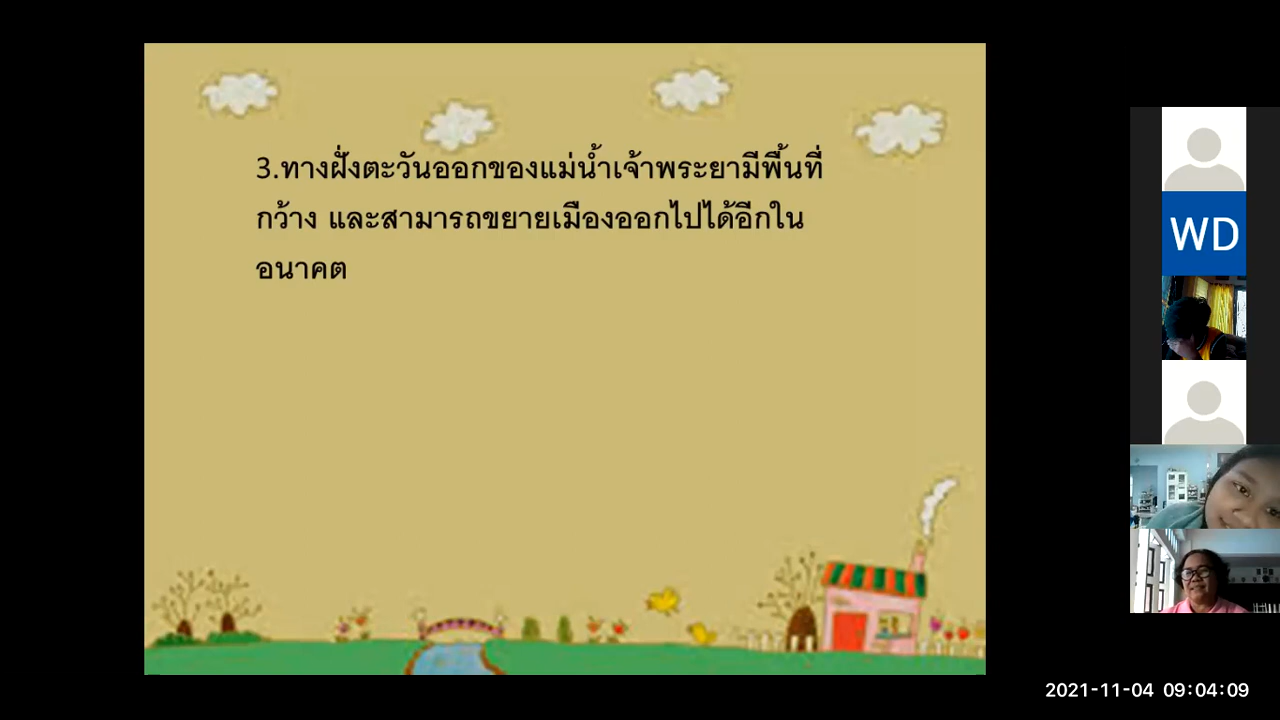 3.ทางฝั่งตะวันออกของแม่น้ำเจ้าพระยามีพื้นที่
กว้าง และสามารถขยายเมืองออกไปได้อีกใน
อนาคต
WD
2021-11-04 09:04:09